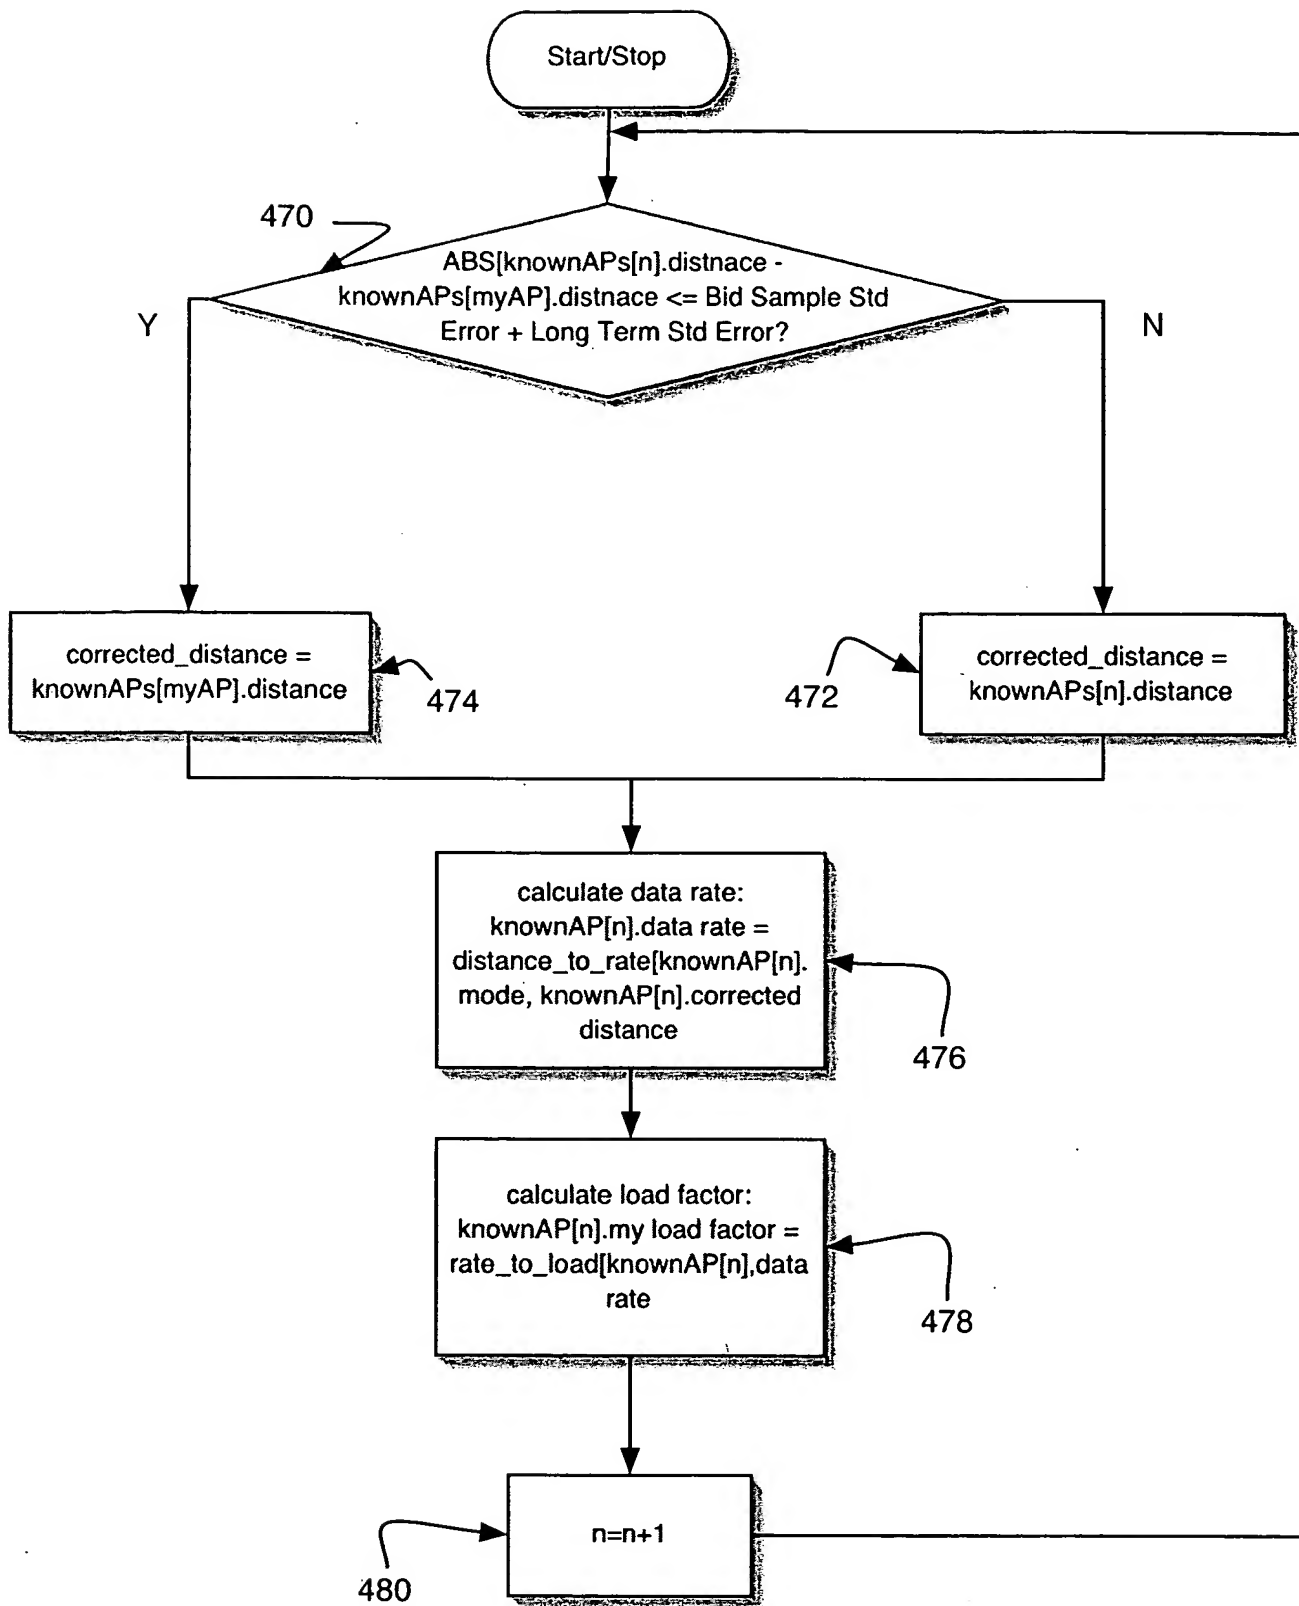 Start/Stop
470
ABS[knownAPs[n].distnace -
knownAPs[myAP].distnace <= Bid Sample Std
Error + Long Term Std Error?
Y
N
corrected_distance =
knownAPs[myAP].distance
474
472
corrected_distance =
knownAPs[n].distance
calculate data rate:
knownAP[n].data rate =
distance_to_rate[knownAP[n].
mode, knownAP[n].corrected
distance
476
calculate load factor:
knownAP[n].my load factor =
rate_to_load[knownAP[n],data
rate
478
n=n+1
480